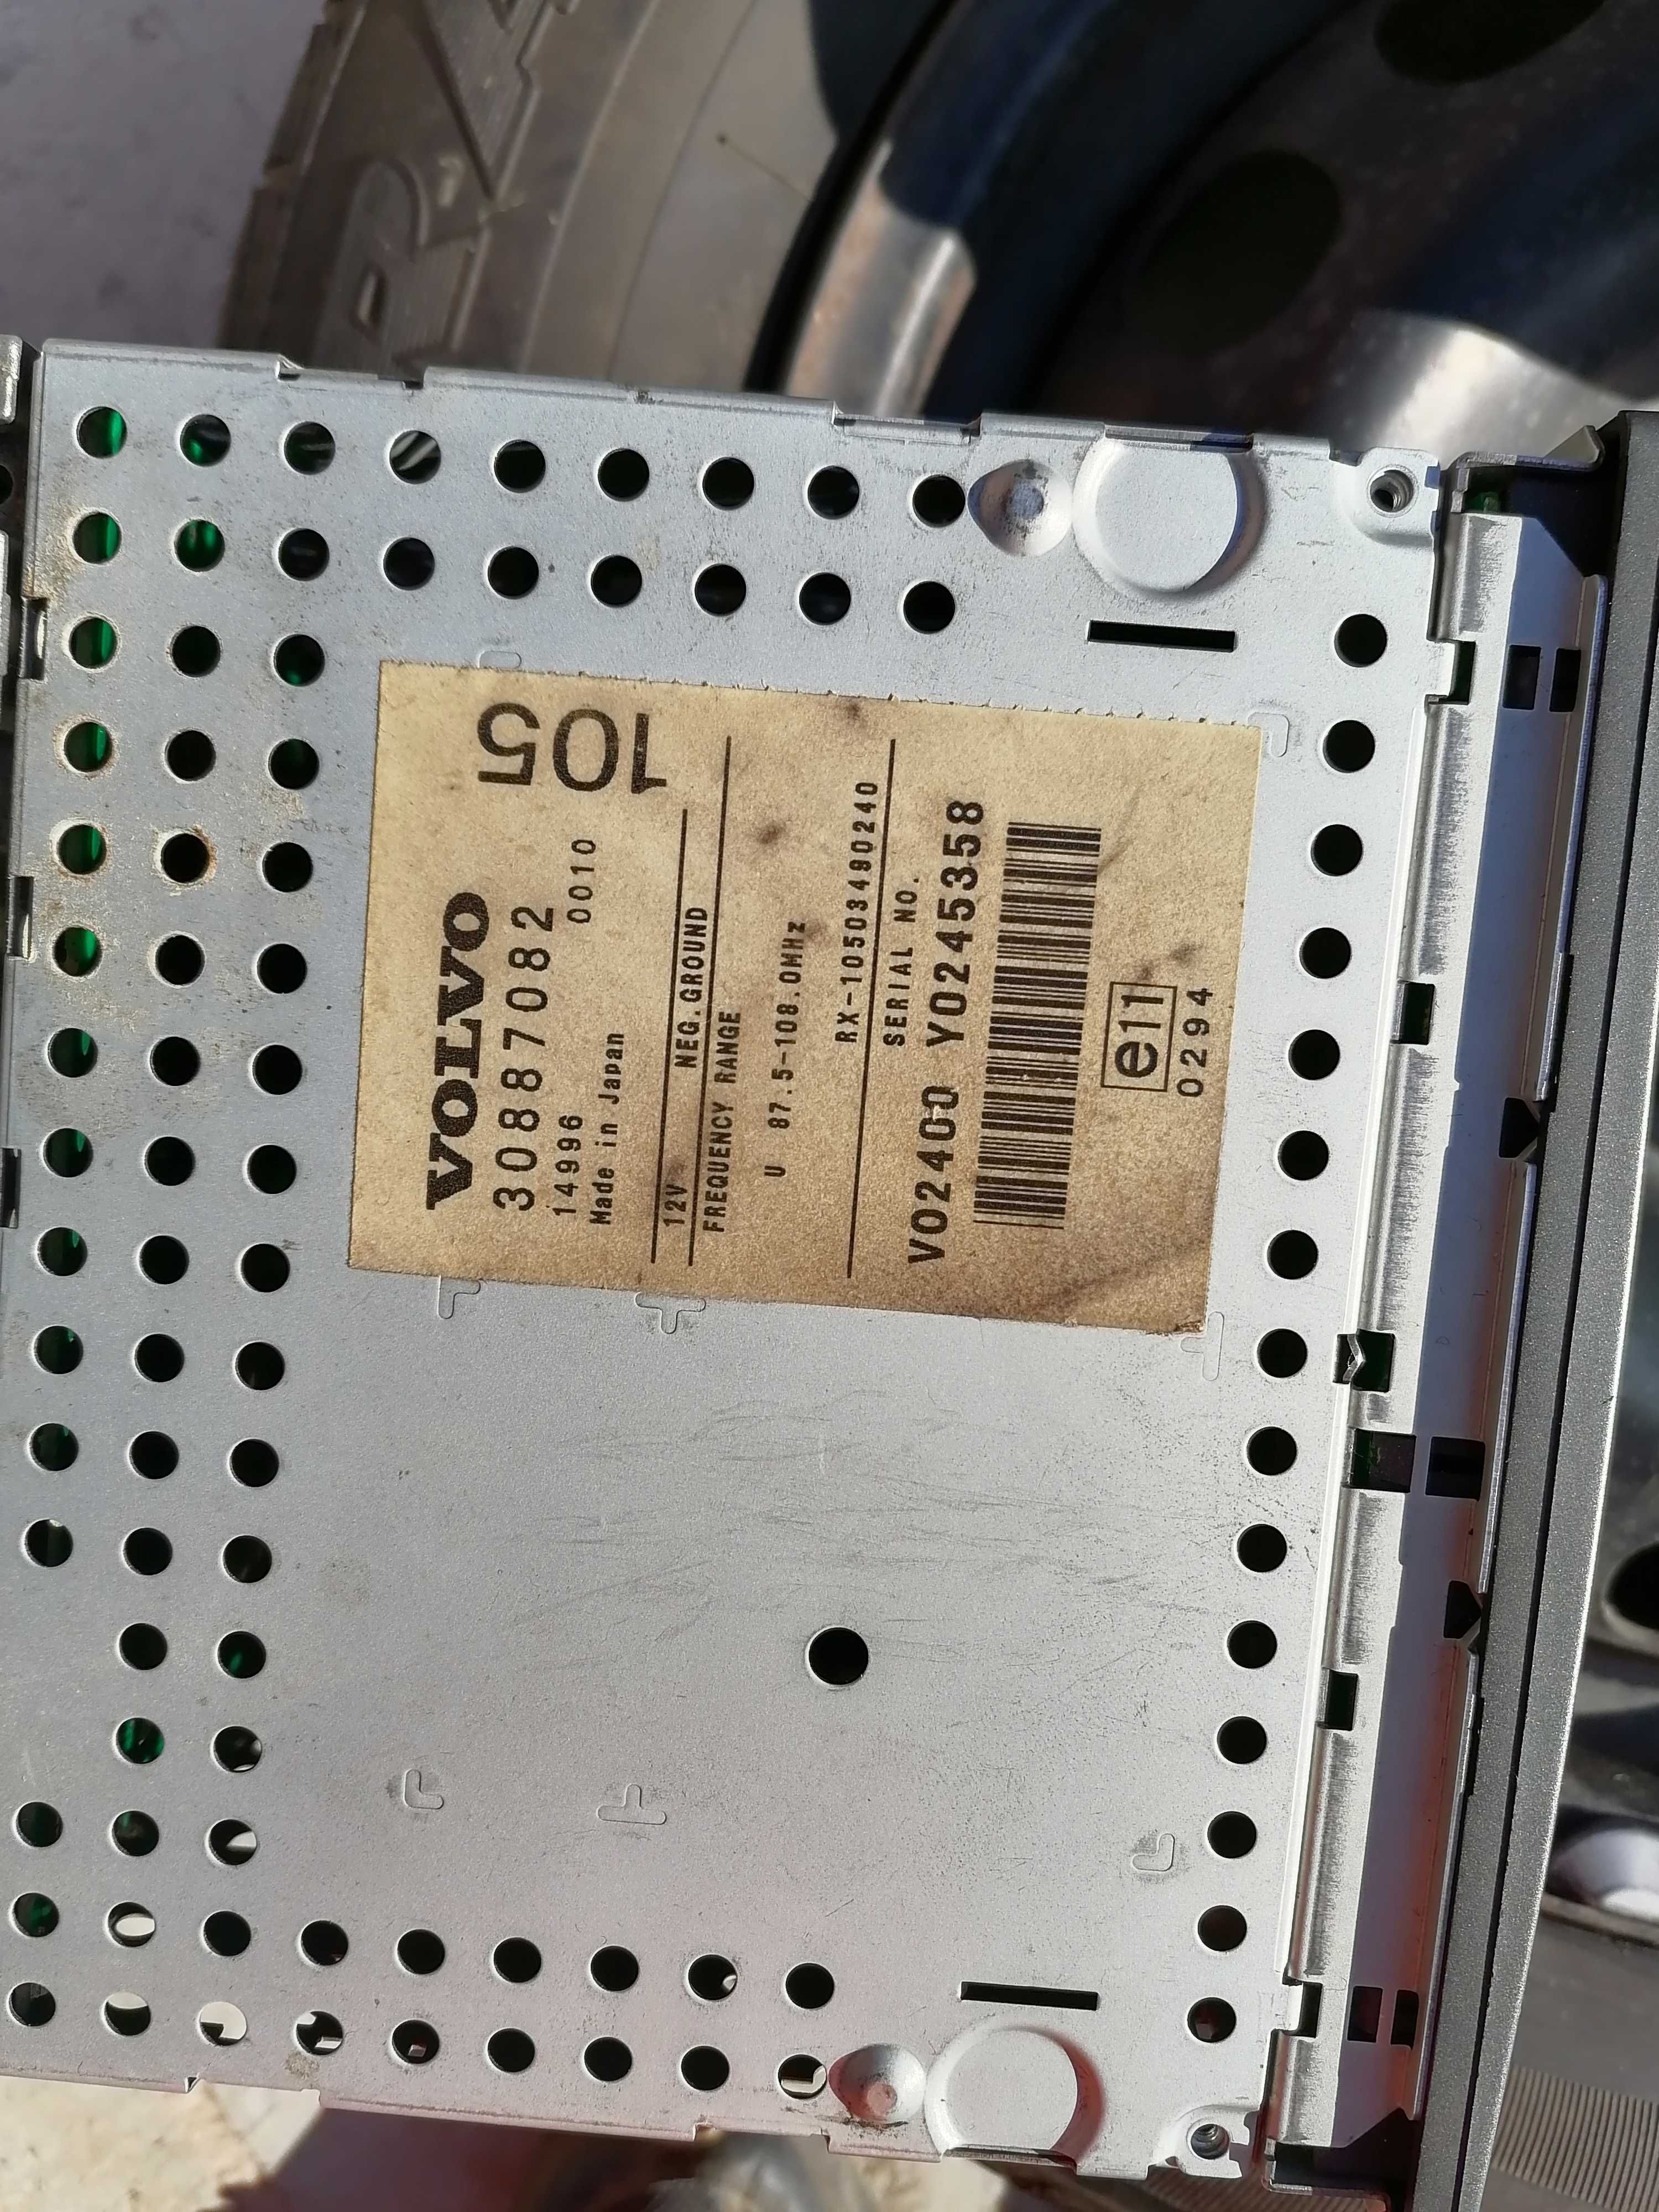 VOLVO
30887082
14996
0010
Made in Japan
105
12V NEG.GROUND
FREQUENCY RANGE
U 87.5-108.0MHz
RX-10503490240
SERIAL NO.
VO2400 Y0245358
e11
0294